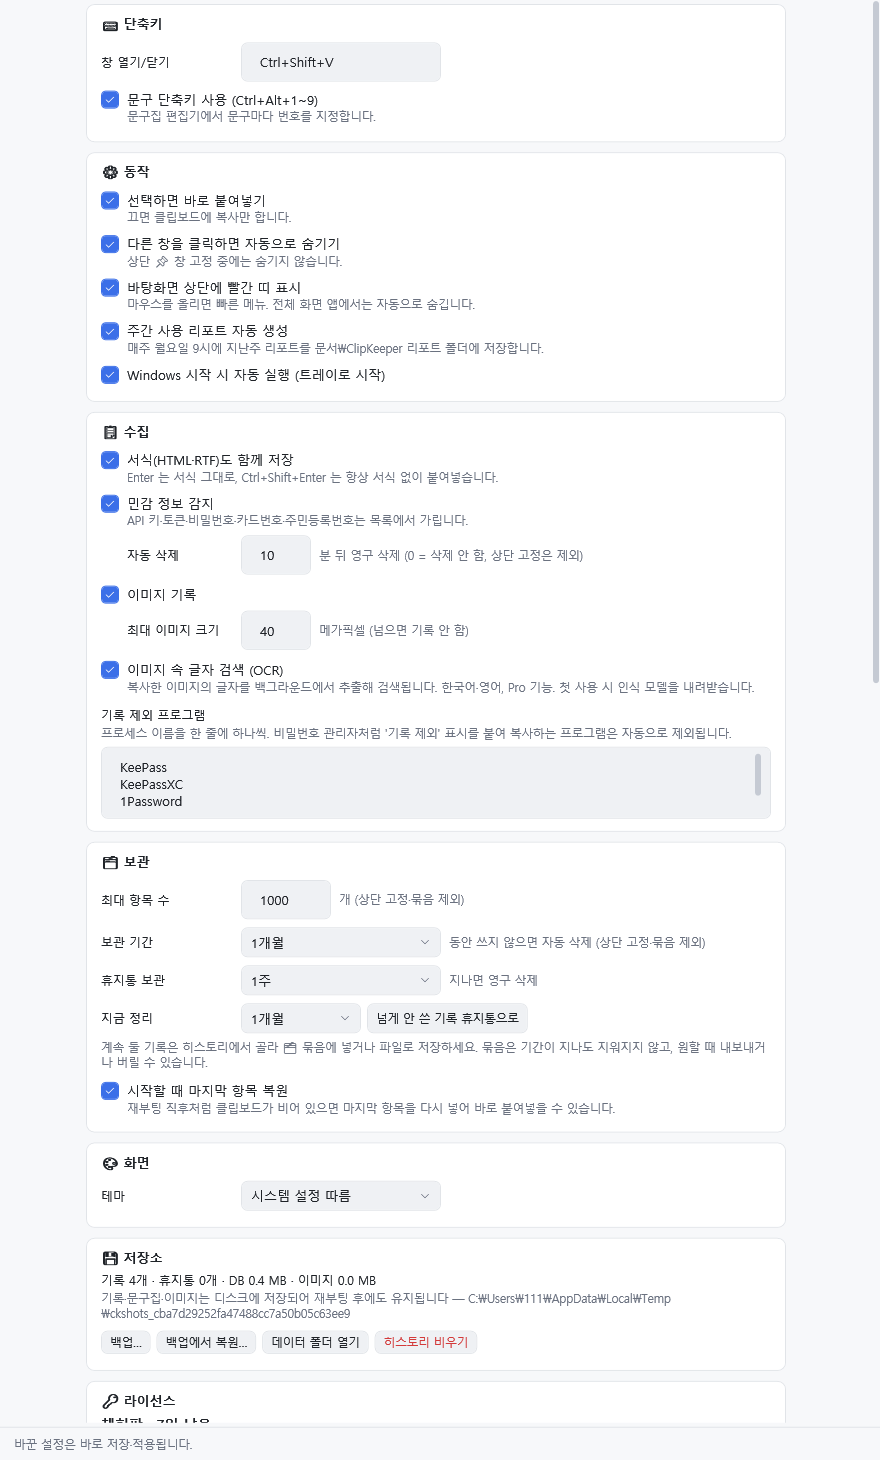 단축키
창 열기/닫기
Ctrl+Shift+V
문구 단축키 사용 (Ctrl+Alt+1~9)
문구집 편집기에서 문구마다 번호를 지정합니다.
동작
선택하면 바로 붙여넣기
끄면 클립보드에 복사만 합니다.
다른 창을 클릭하면 자동으로 숨기기
상단 창 고정 중에는 숨기지 않습니다.
바탕화면 상단에 빨간 띠 표시
마우스를 올리면 빠른 메뉴. 전체 화면 앱에서는 자동으로 숨깁니다.
주간 사용 리포트 자동 생성
매주 월요일 9시에 지난주 리포트를 문서₩ClipKeeper 리포트 폴더에 저장합니다.
Windows 시작 시 자동 실행 (트레이로 시작)
수집
서식(HTML·RTF)도 함께 저장
Enter 는 서식 그대로, Ctrl+Shift+Enter 는 항상 서식 없이 붙여넣습니다.
민감 정보 감지
API 키·토큰·비밀번호·카드번호·주민등록번호는 목록에서 가립니다.
자동 삭제
10
분 뒤 영구 삭제 (0 = 삭제 안 함, 상단 고정은 제외)
이미지 기록
최대 이미지 크기
40
메가픽셀 (넘으면 기록 안 함)
이미지 속 글자 검색 (OCR)
복사한 이미지의 글자를 백그라운드에서 추출해 검색됩니다. 한국어·영어, Pro 기능. 첫 사용 시 인식 모델을 내려받습니다.
기록 제외 프로그램
프로세스 이름을 한 줄에 하나씩. 비밀번호 관리자처럼 '기록 제외' 표시를 붙여 복사하는 프로그램은 자동으로 제외됩니다.
KeePass
KeePassXC
1Password
보관
최대 항목 수
1000
개 (상단 고정·묶음 제외)
보관 기간
1개월
동안 쓰지 않으면 자동 삭제 (상단 고정·묶음 제외)
휴지통 보관
1주
지나면 영구 삭제
지금 정리
1개월
넘게 안 쓴 기록 휴지통으로
계속 둘 기록은 히스토리에서 골라 묶음에 넣거나 파일로 저장하세요. 묶음은 기간이 지나도 지워지지 않고, 원할 때 내보내거
나 버릴 수 있습니다.
시작할 때 마지막 항목 복원
재부팅 직후처럼 클립보드가 비어 있으면 마지막 항목을 다시 넣어 바로 붙여넣을 수 있습니다.
화면
테마
시스템 설정 따름
저장소
기록 4개 · 휴지통 0개 · DB 0.4 MB · 이미지 0.0 MB
기록·문구집·이미지는 디스크에 저장되어 재부팅 후에도 유지됩니다 — C:₩Users₩111₩AppData₩Local₩Temp
₩ckshots_cba7d29252fa47488cc7a50b05c63ee9
백업...
백업에서 복원...
데이터 폴더 열기
히스토리 비우기
라이선스
바꾼 설정은 바로 저장·적용됩니다.